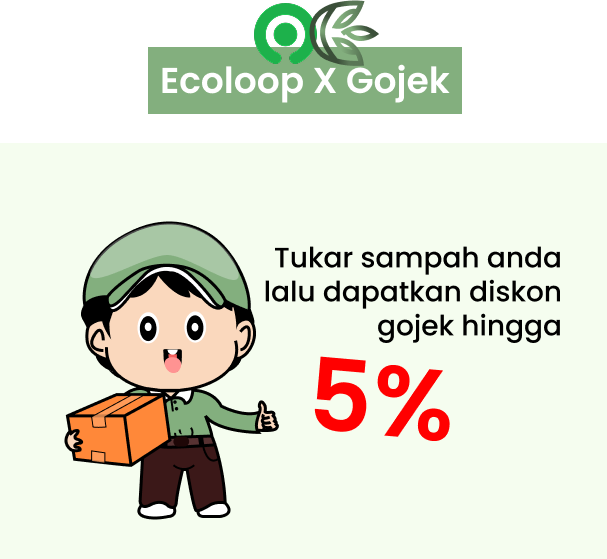 Ecoloop X Gojek
Tukar sampah anda
lalu dapatkan diskon
gojek hingga
5%